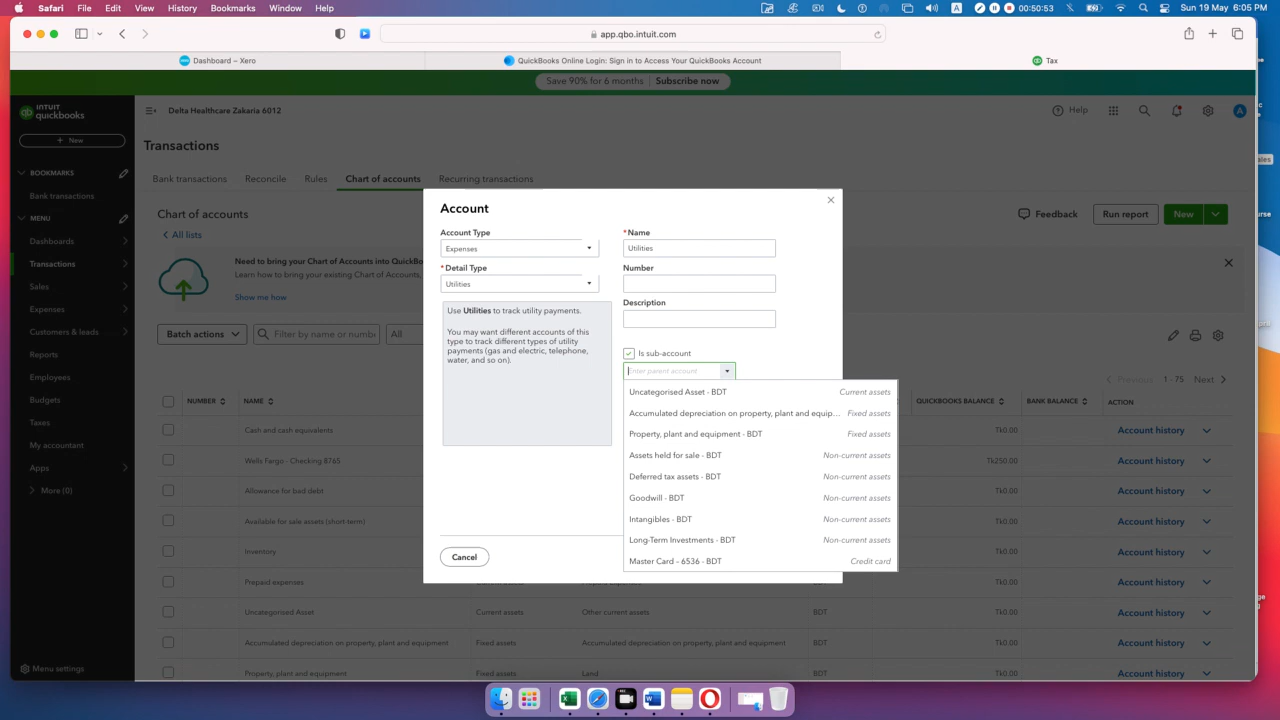 Safari File Edit View History Bookmarks Window Help
00:50:53
Sun 19 May 6:05 PM
app.qbo.intuit.com
Dashboard – Xero
QuickBooks Online Login: Sign in to Access Your QuickBooks Account
Tax
Save 90% for 6 months Subscribe now
INTUIT
quickbooks
Delta Healthcare Zakaria 6012
Help
A
+ New
Transactions
BOOKMARKS
Bank transactions
Bank transactions Reconcile Rules Chart of accounts Recurring transactions
MENU
Dashboards
Transactions
Sales
Expenses
Customers & leads
Reports
Employees
Budgets
Taxes
My accountant
Apps
More (0)
Menu settings
Chart of accounts
All lists
Feedback
Run report
New
Need to bring your Chart of Accounts into QuickBo
Learn how to bring your existing Chart of Accounts,
Show me how
Batch actions
Filter by name or numbe
All
Previous 1 - 75 Next
NUMBER NAME QUICKBOOKS BALANCE BANK BALANCE ACTION
Cash and cash equivalents Tk0.00 Account history
Wells Fargo - Checking 8765 Tk250.00 Account history
Allowance for bad debt Tk0.00 Account history
Available for sale assets (short-term) Tk0.00 Account history
Inventory Tk0.00 Account history
Prepaid expenses Current assets Prepaid Expenses BDT Tk0.00 Account history
Uncategorised Asset Current assets Other current assets BDT Tk0.00 Account history
Accumulated depreciation on property, plant and equipment Fixed assets Accumulated depreciation on property, plant and equipment BDT Tk0.00 Account history
Property, plant and equipment Fixed assets Land BDT Tk0.00 Account history
Account
Account Type
Expenses
* Detail Type
Utilities
Use Utilities to track utility payments.
You may want different accounts of this
type to track different types of utility
payments (gas and electric, telephone,
water, and so on).
* Name
Utilities
Number
Description
Is sub-account
Enter parent account
Uncategorised Asset - BDT Current assets
Accumulated depreciation on property, plant and equip... Fixed assets
Property, plant and equipment - BDT Fixed assets
Assets held for sale - BDT Non-current assets
Deferred tax assets - BDT Non-current assets
Goodwill - BDT Non-current assets
Intangibles - BDT Non-current assets
Long-Term Investments - BDT Non-current assets
Master Card - 6536 - BDT Credit card
Cancel